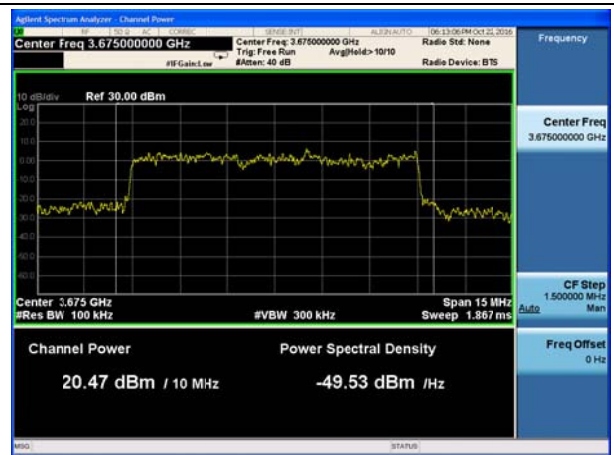 Agilent Spectrum Analyzer - Channel Power
RF 50 Ω AC CORREC SENSE:INT ALIGN AUTO 06:13:06 PM Oct 22, 2016
Center Freq 3.675000000 GHz
Center Freq: 3.675000000 GHz
Radio Std: None
Trig: Free Run Avg|Hold>10/10
#IFGain:Low #Atten: 40 dB Radio Device: BTS
Frequency
10 dB/div Ref 30.00 dBm
Log
20.0
10.0
0.00
10.0
20.0
30.0
40.0
Center Freq
3.675000000 GHz
Center 3.675 GHz Span 15 MHz
#Res BW 100 kHz #VBW 300 kHz Sweep 1.867 ms
CF Step
1.500000 MHz
Auto Man
Channel Power Power Spectral Density
20.47 dBm / 10 MHz -49.53 dBm /Hz
Freq Offset
0 Hz
MSG STATUS